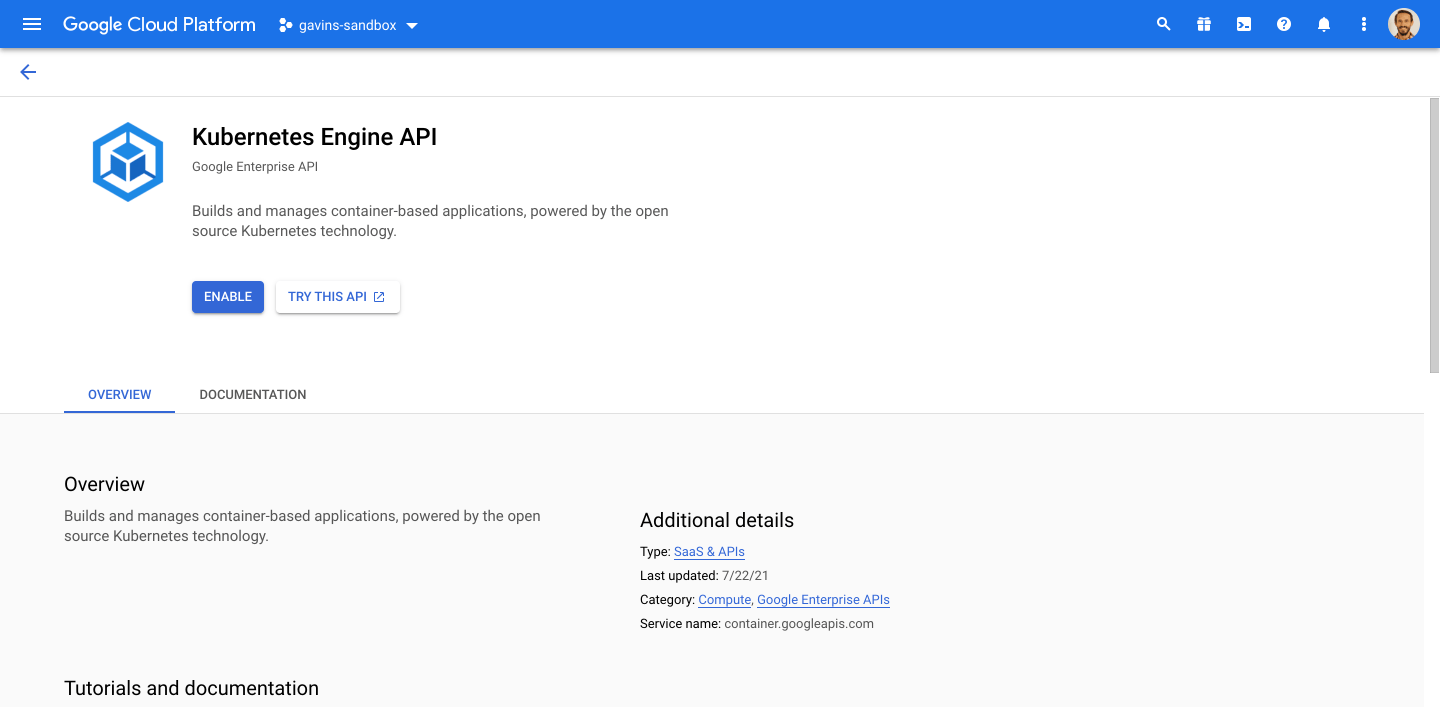 Google Cloud Platform
gavins-sandbox
Kubernetes Engine API
Google Enterprise API
Builds and manages container-based applications, powered by the open
source Kubernetes technology.
ENABLE
TRY THIS API
OVERVIEW
DOCUMENTATION
Overview
Builds and manages container-based applications, powered by the open
source Kubernetes technology.
Additional details
Type: SaaS & APIs
Last updated: 7/22/21
Category: Compute, Google Enterprise APIs
Service name: container.googleapis.com
Tutorials and documentation